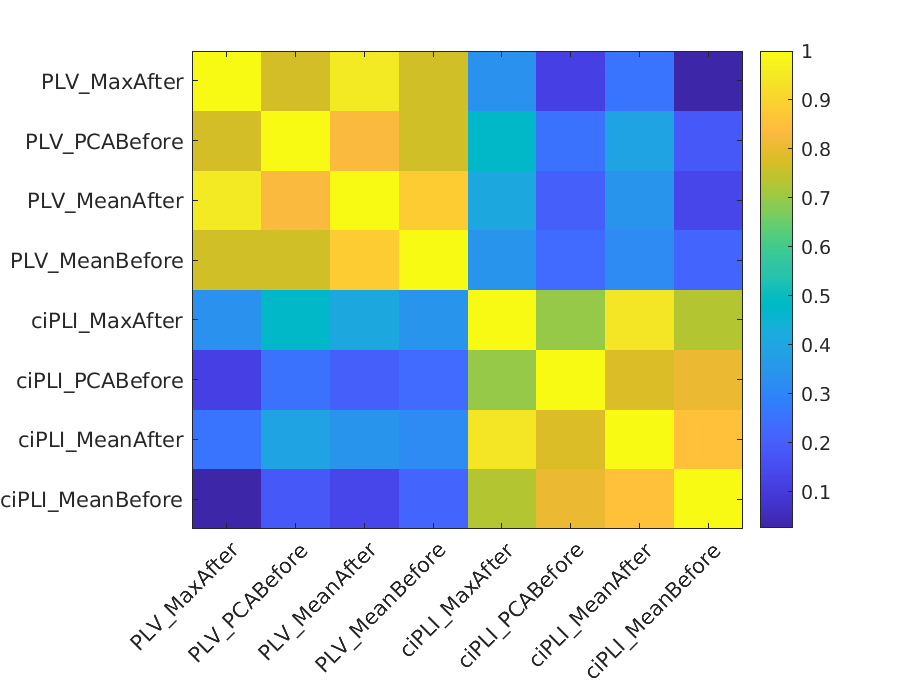 PLV_MaxAfter
PLV_PCABefore
PLV_MeanAfter
PLV_MeanBefore
ciPLI_MaxAfter
ciPLI_PCABefore
ciPLI_MeanAfter
ciPLI_MeanBefore
PLV_MaxAfter
PLV_PCABefore
PLV_MeanAfter
PLV_MeanBefore
ciPLI_MaxAfter
ciPLI_PCABefore
ciPLI_MeanAfter
ciPLI_MeanBefore
1
0.9
0.8
0.7
0.6
0.5
0.4
0.3
0.2
0.1